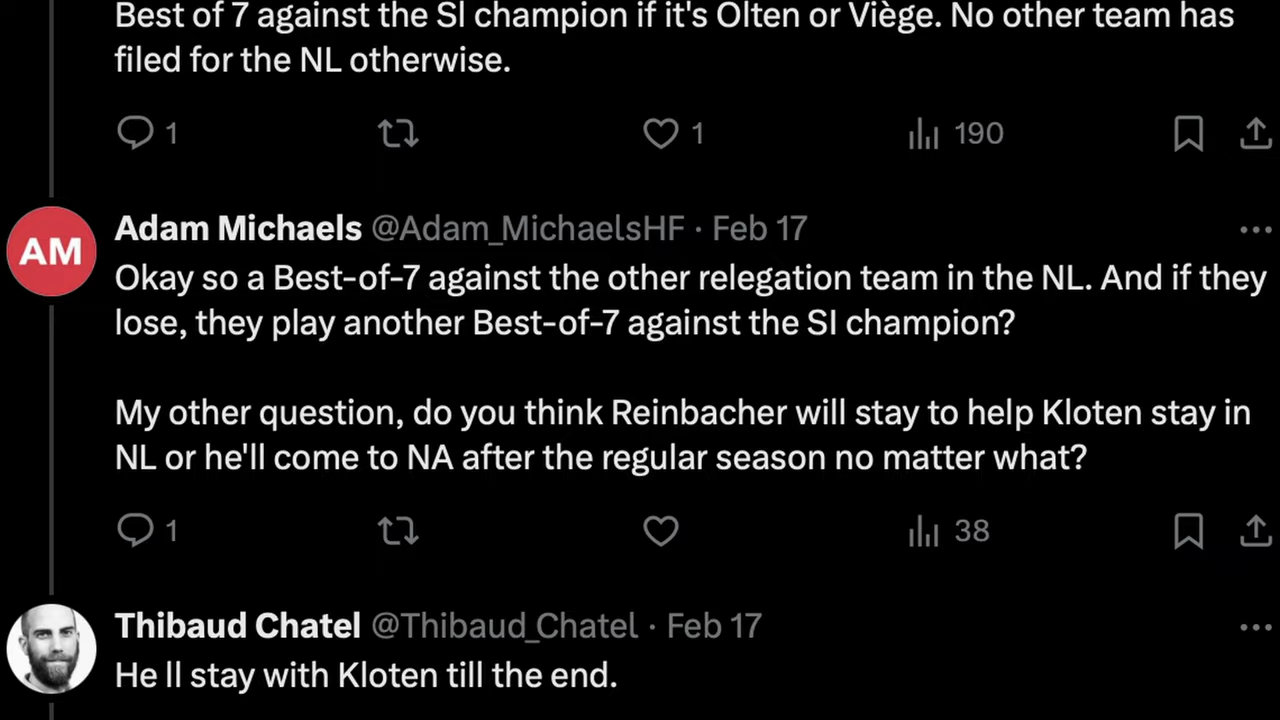 Best of 7 against the SI champion if it's Olten or Viège. No other team has
filed for the NL otherwise.
1 1 190
AM
Adam Michaels @Adam_MichaelsHF · Feb 17
Okay so a Best-of-7 against the other relegation team in the NL. And if they
lose, they play another Best-of-7 against the SI champion?
My other question, do you think Reinbacher will stay to help Kloten stay in
NL or he'll come to NA after the regular season no matter what?
1 38
Thibaud Chatel @Thibaud_Chatel · Feb 17
He ll stay with Kloten till the end.